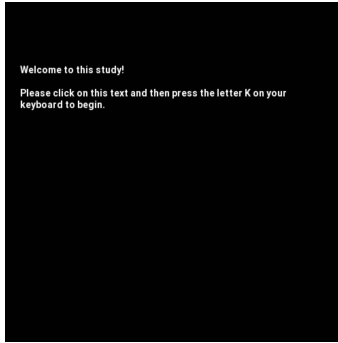 Welcome to this study!
Please click on this text and then press the letter K on your
keyboard to begin.